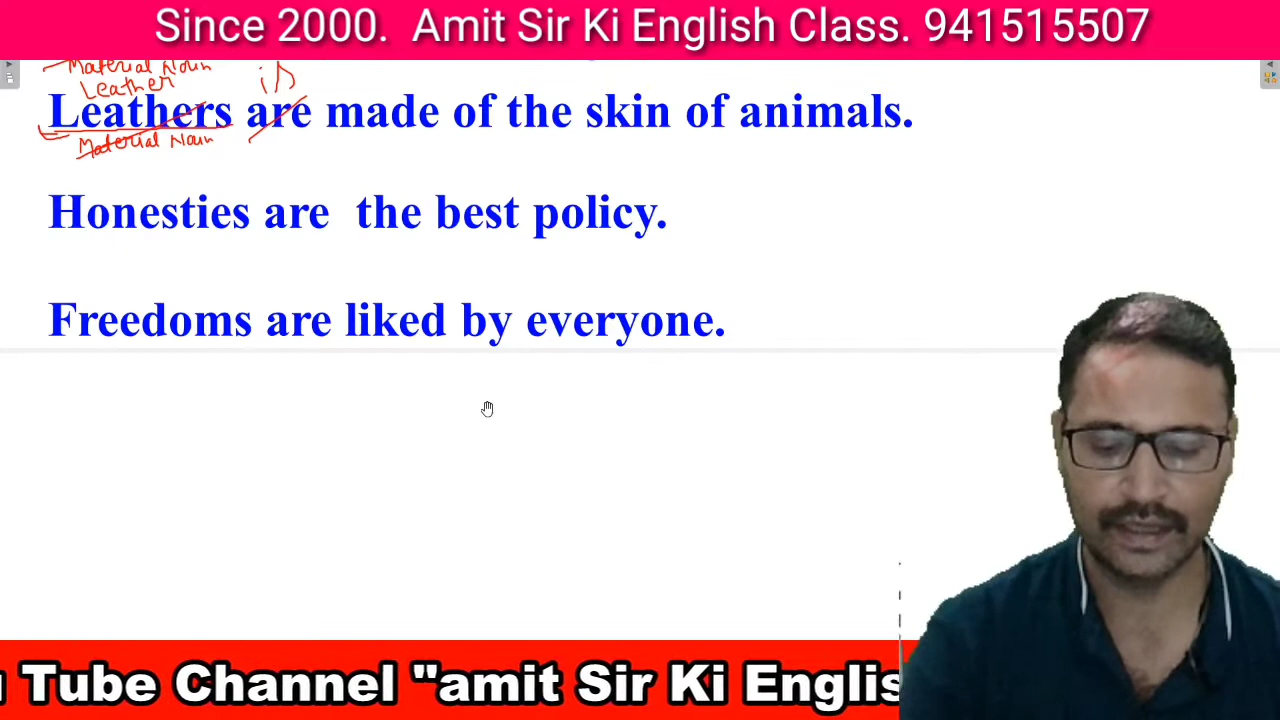 Since 2000. Amit Sir Ki English Class. 941515507
Material Noun
Leather is
Leathers are made of the skin of animals.
Material Noun
Honesties are the best policy.
Freedoms are liked by everyone.
Tube Channel "amit Sir Ki Englis